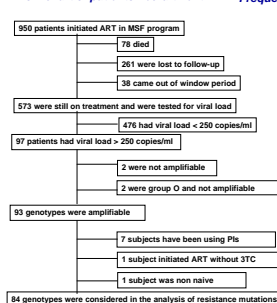 Freque
950 patients initiated ART in MSF program
78 died
261 were lost to follow-up
38 came out of window period
573 were still on treatment and were tested for viral load
476 had viral load < 250 copies/ml
97 patients had viral load > 250 copies/ml
2 were not amplifiable
2 were group O and not amplifiable
93 genotypes were amplifiable
7 subjects have been using PIs
1 subject initiated ART without 3TC
1 subject was non naive
84 genotypes were considered in the analysis of resistance mutations